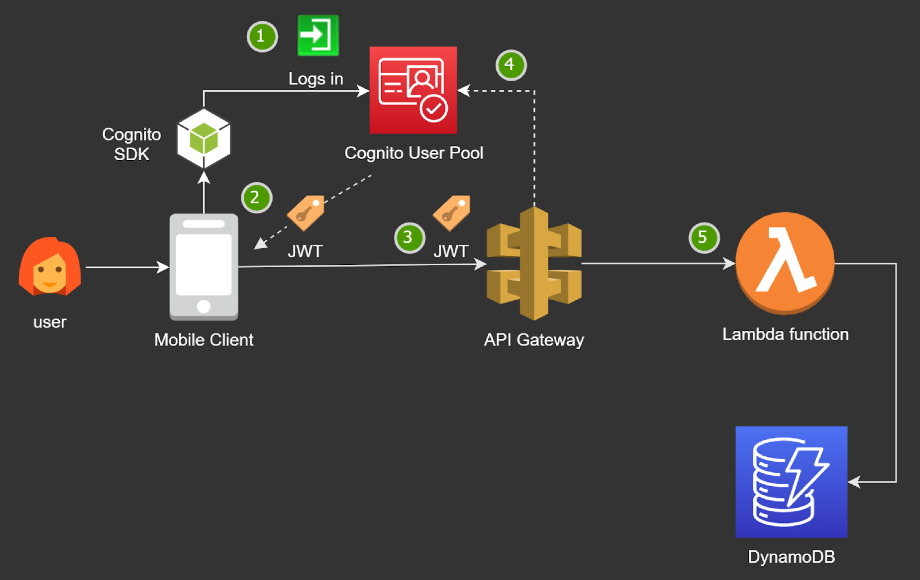 1
Logs in
4
Cognito
SDK
Cognito User Pool
2
JWT
3
JWT
5
user
Mobile Client
API Gateway
Lambda function
DynamoDB